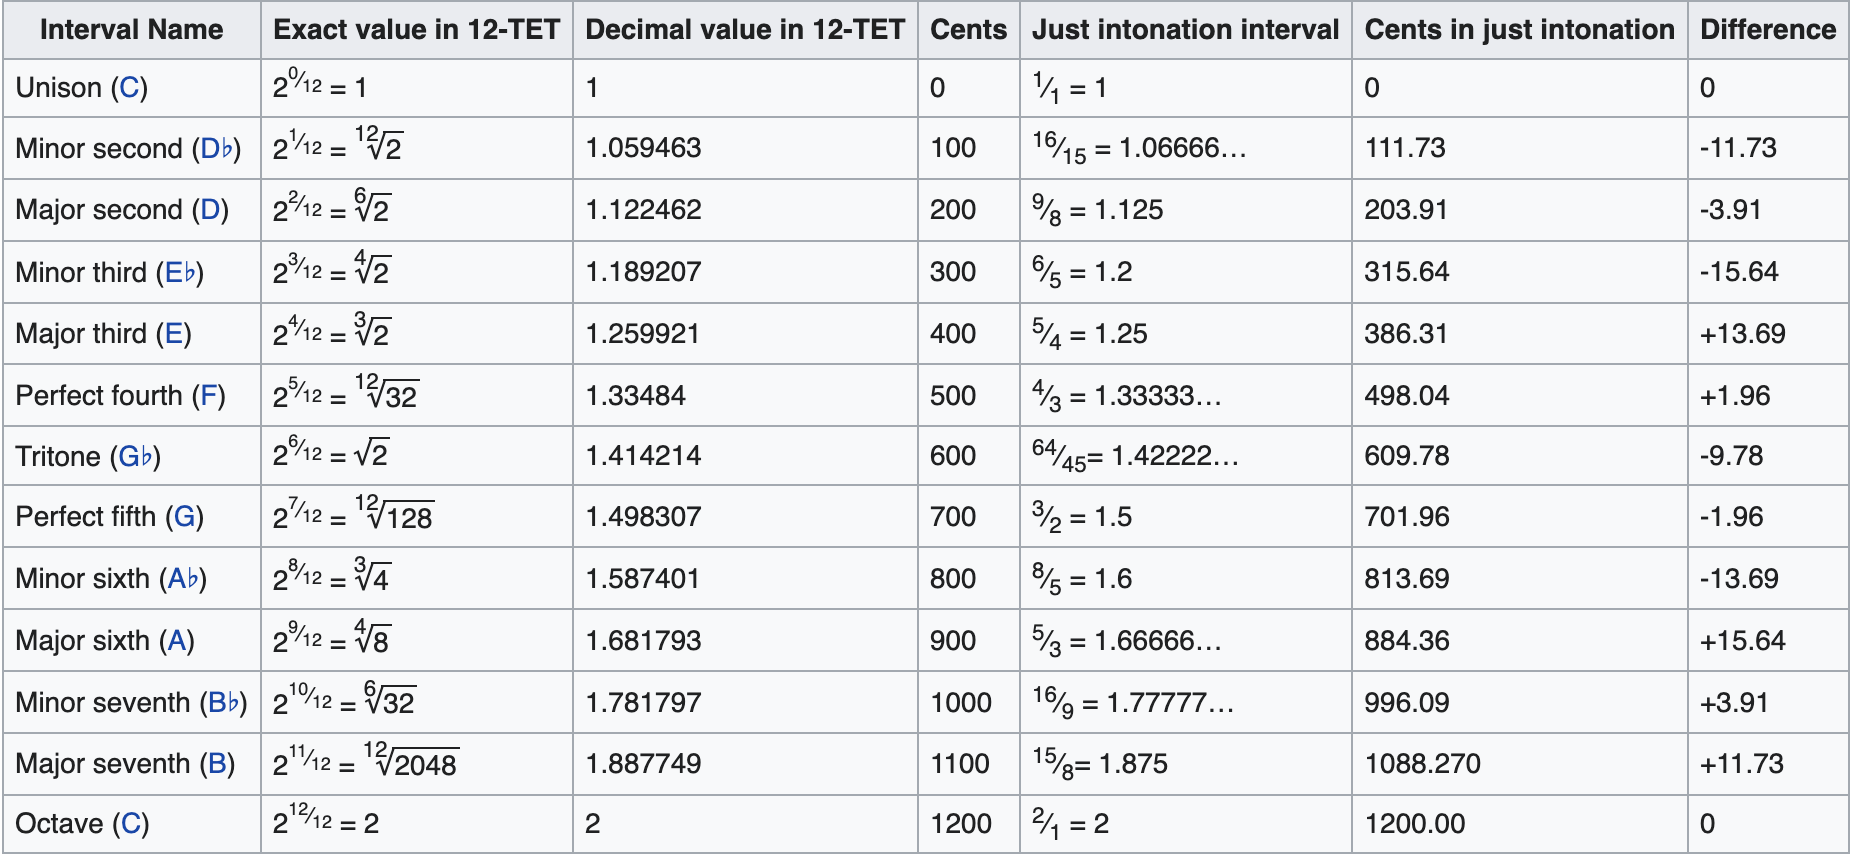 Interval Name Exact value in 12-TET Decimal value in 12-TET Cents Just intonation interval Cents in just intonation Difference
Unison (C) 2^0⁄12 = 1 1 0 1⁄1 = 1 0 0
Minor second (D♭) 2^1⁄12 = 12√2 1.059463 100 16⁄15 = 1.06666… 111.73 -11.73
Major second (D) 2^2⁄12 = 6√2 1.122462 200 9⁄8 = 1.125 203.91 -3.91
Minor third (E♭) 2^3⁄12 = 4√2 1.189207 300 6⁄5 = 1.2 315.64 -15.64
Major third (E) 2^4⁄12 = 3√2 1.259921 400 5⁄4 = 1.25 386.31 +13.69
Perfect fourth (F) 2^5⁄12 = 12√32 1.33484 500 4⁄3 = 1.33333… 498.04 +1.96
Tritone (G♭) 2^6⁄12 = √2 1.414214 600 64⁄45= 1.42222… 609.78 -9.78
Perfect fifth (G) 2^7⁄12 = 12√128 1.498307 700 3⁄2 = 1.5 701.96 -1.96
Minor sixth (A♭) 2^8⁄12 = 3√4 1.587401 800 8⁄5 = 1.6 813.69 -13.69
Major sixth (A) 2^9⁄12 = 4√8 1.681793 900 5⁄3 = 1.66666… 884.36 +15.64
Minor seventh (B♭) 2^10⁄12 = 6√32 1.781797 1000 16⁄9 = 1.77777… 996.09 +3.91
Major seventh (B) 2^11⁄12 = 12√2048 1.887749 1100 15⁄8= 1.875 1088.270 +11.73
Octave (C) 2^12⁄12 = 2 2 1200 2⁄1 = 2 1200.00 0